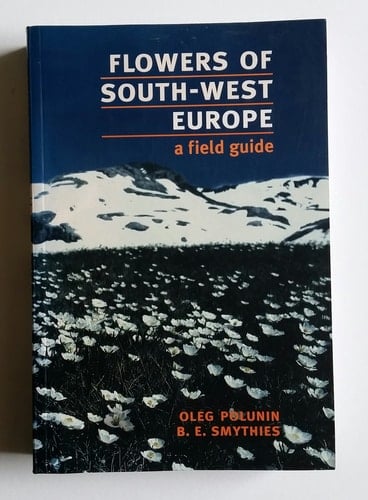 FLOWERS OF
SOUTH-WEST
EUROPE
a field guide
OLEG POLUNIN
B. E. SMYTHIES